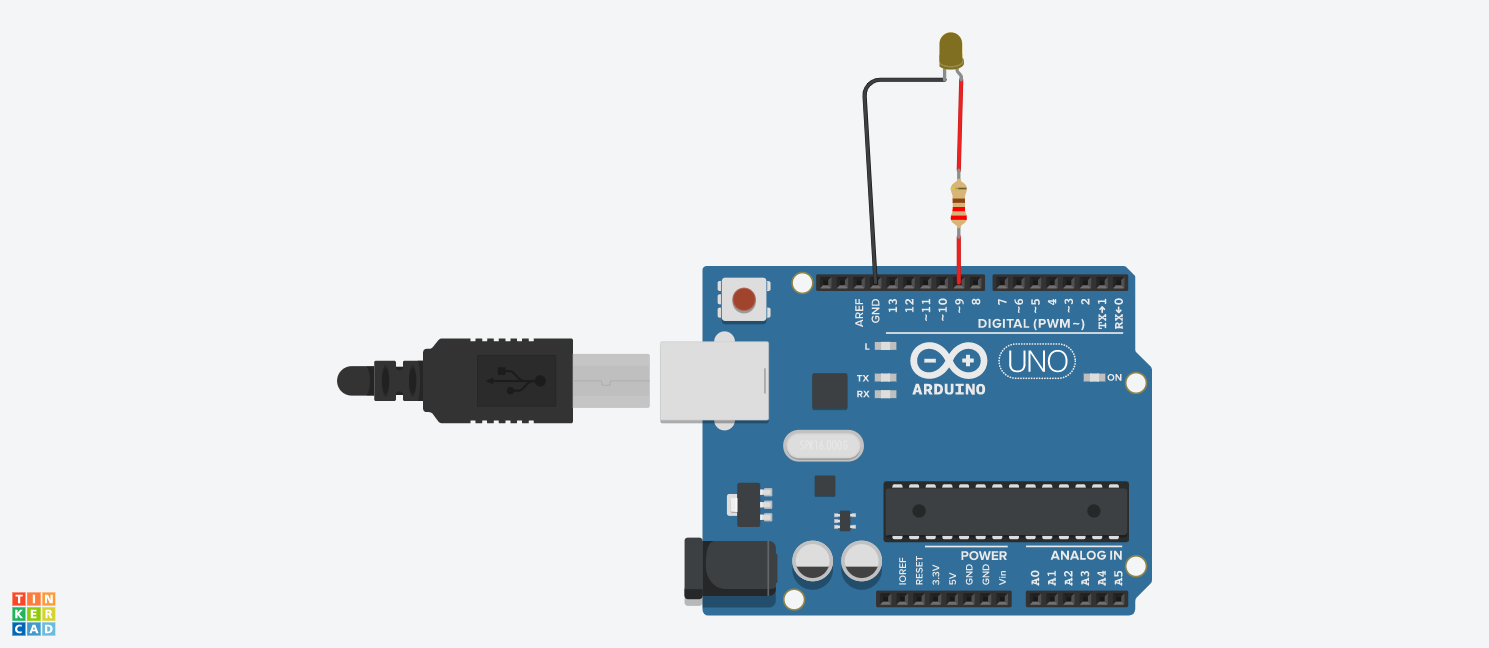 AREF
GND
13
12
~11
~10
~9
8
7
~6
~5
4
~3
2
TX→1
RX←0
DIGITAL (PWM~)
L
TX
RX
UNO
ARDUINO
ON
SPK16.000G
POWER
ANALOG IN
IOREF
RESET
3.3V
5V
GND
GND
Vin
A0
A1
A2
A3
A4
A5
TIN
KER
CAD